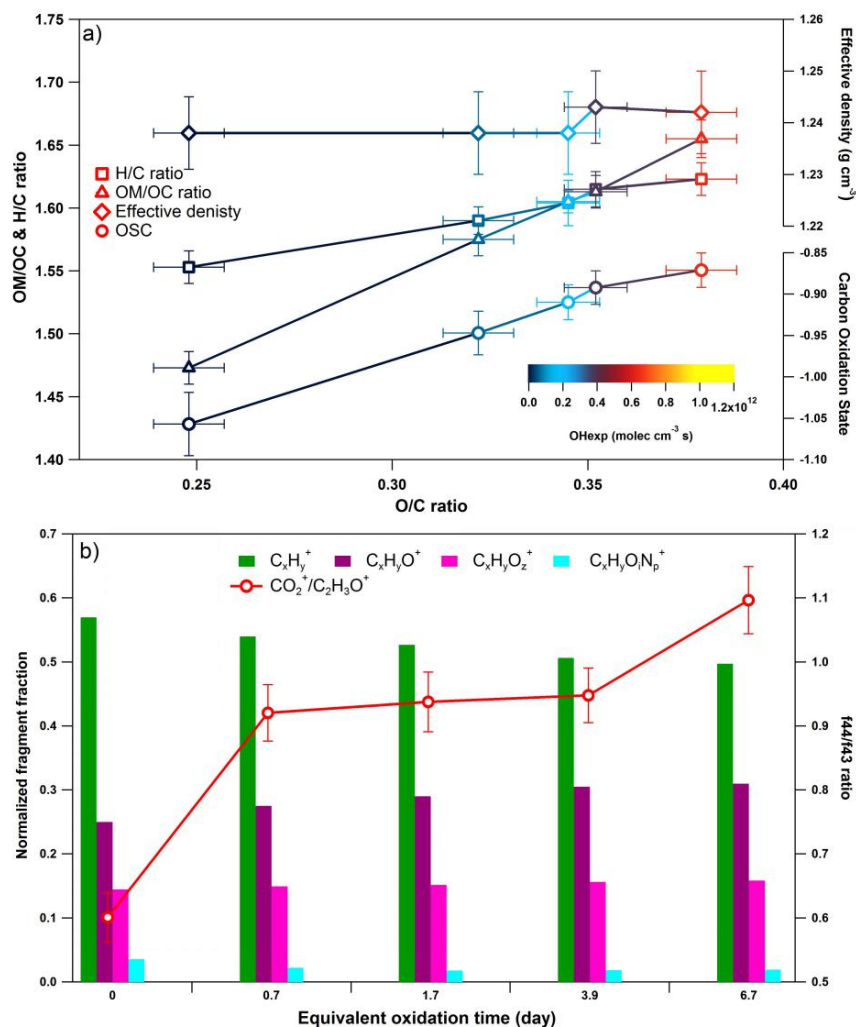 a)
1.75
1.70
1.65
1.60
1.55
1.50
1.45
1.40
OM/OC & H/C ratio
H/C ratio
OM/OC ratio
Effective denisty
OSC
1.26
1.25
1.24
1.23
1.22
Effective density (g cm⁻³)
-0.85
-0.90
-0.95
-1.00
-1.05
-1.10
Carbon Oxidation State
0.0 0.2 0.4 0.6 0.8 1.0 1.2x10¹²
OHexp (molec cm⁻³ s)
0.25 0.30 0.35 0.40
O/C ratio
b)
0.7
0.6
0.5
0.4
0.3
0.2
0.1
0.0
Normalized fragment fraction
CₓHᵧ⁺ CₓHᵧO⁺ CₓHᵧO_z⁺ CₓHᵧOᵢNₚ⁺
CO₂⁺/C₂H₃O⁺
1.2
1.1
1.0
0.9
0.8
0.7
0.6
0.5
f44/f43 ratio
0 0.7 1.7 3.9 6.7
Equivalent oxidation time (day)